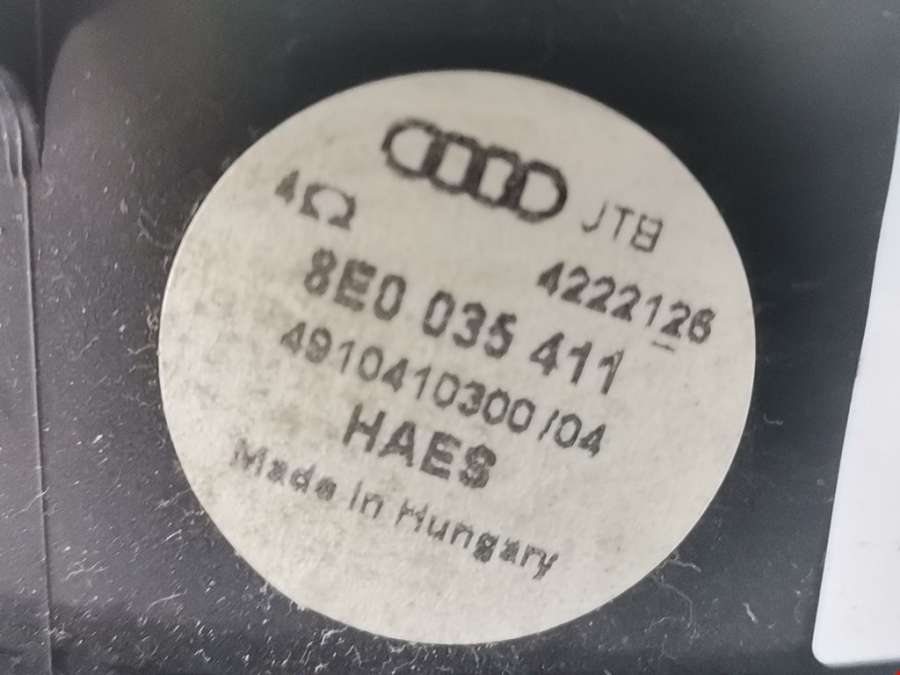 JTB
4Ω
4222126
8E0 035 411
4910410300/04
HAES
Made in Hungary